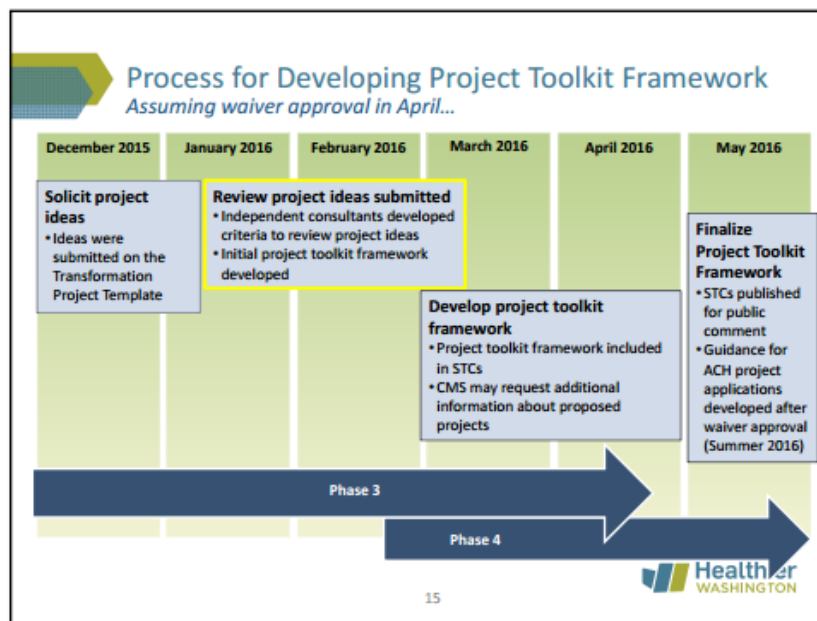 Process for Developing Project Toolkit Framework
Assuming waiver approval in April...
December 2015
January 2016
February 2016
March 2016
April 2016
May 2016
Solicit project
ideas
• Ideas were
submitted on the
Transformation
Project Template
Review project ideas submitted
• Independent consultants developed
criteria to review project ideas
• Initial project toolkit framework
developed
Develop project toolkit
framework
• Project toolkit framework included
in STCs
• CMS may request additional
information about proposed
projects
Finalize
Project Toolkit
Framework
• STCs published
for public
comment
• Guidance for
ACH project
applications
developed after
waiver approval
(Summer 2016)
Phase 3
Phase 4
Healthier
WASHINGTON
15